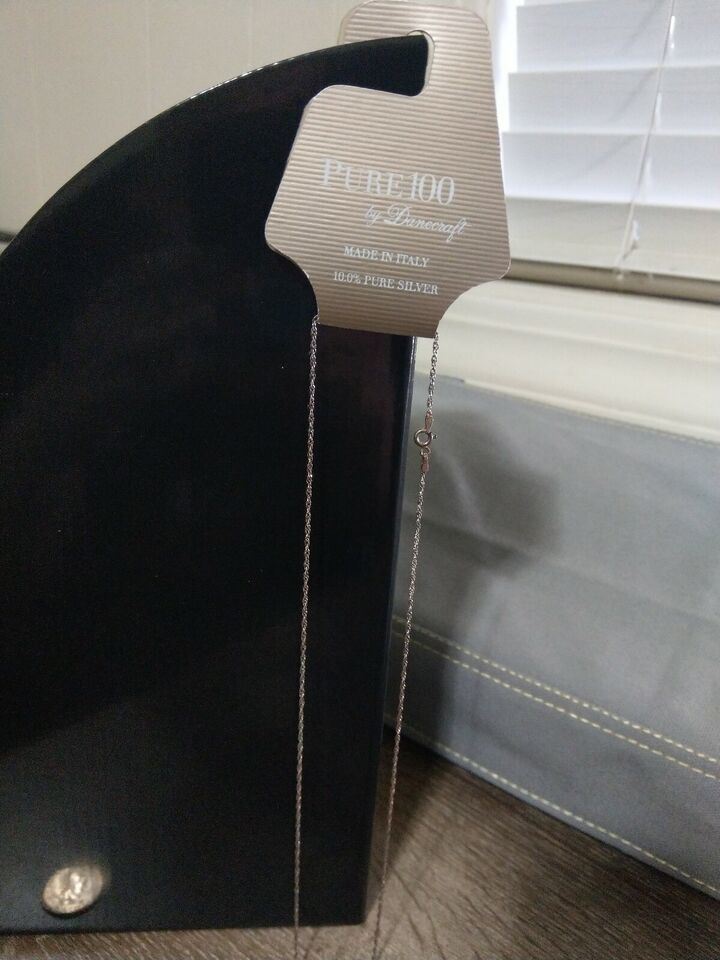 PURE 100
by Danecraft
MADE IN ITALY
10.0% PURE SILVER